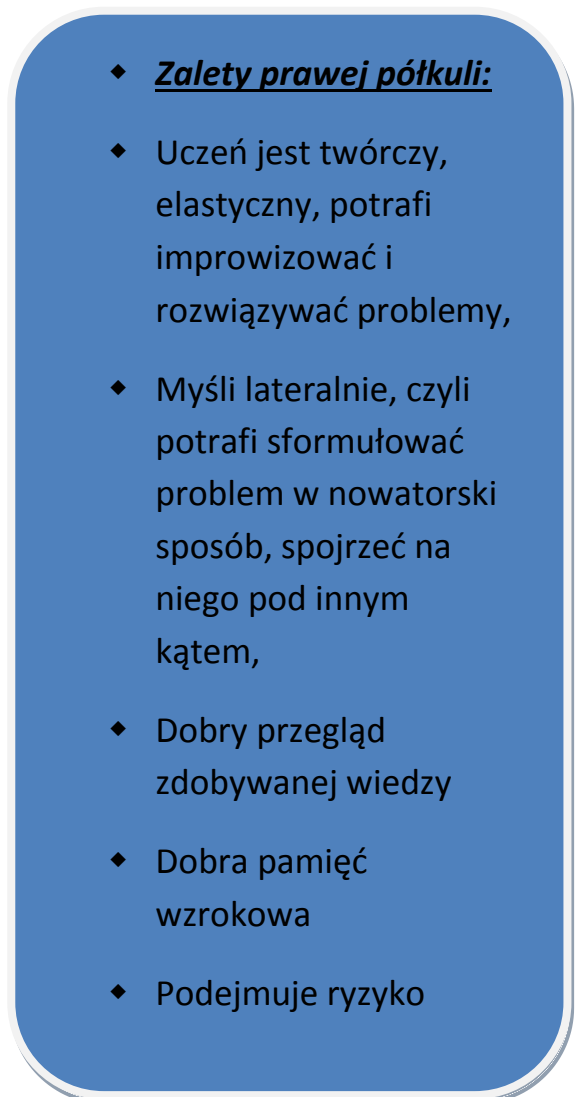 ◆ Zalety prawej półkuli:
◆ Uczeń jest twórczy,
elastyczny, potrafi
improwizować i
rozwiązywać problemy,
◆ Myśli lateralnie, czyli
potrafi sformułować
problem w nowatorski
sposób, spojrzeć na
niego pod innym
kątem,
◆ Dobry przegląd
zdobywanej wiedzy
◆ Dobra pamięć
wzrokowa
◆ Podejmuje ryzyko